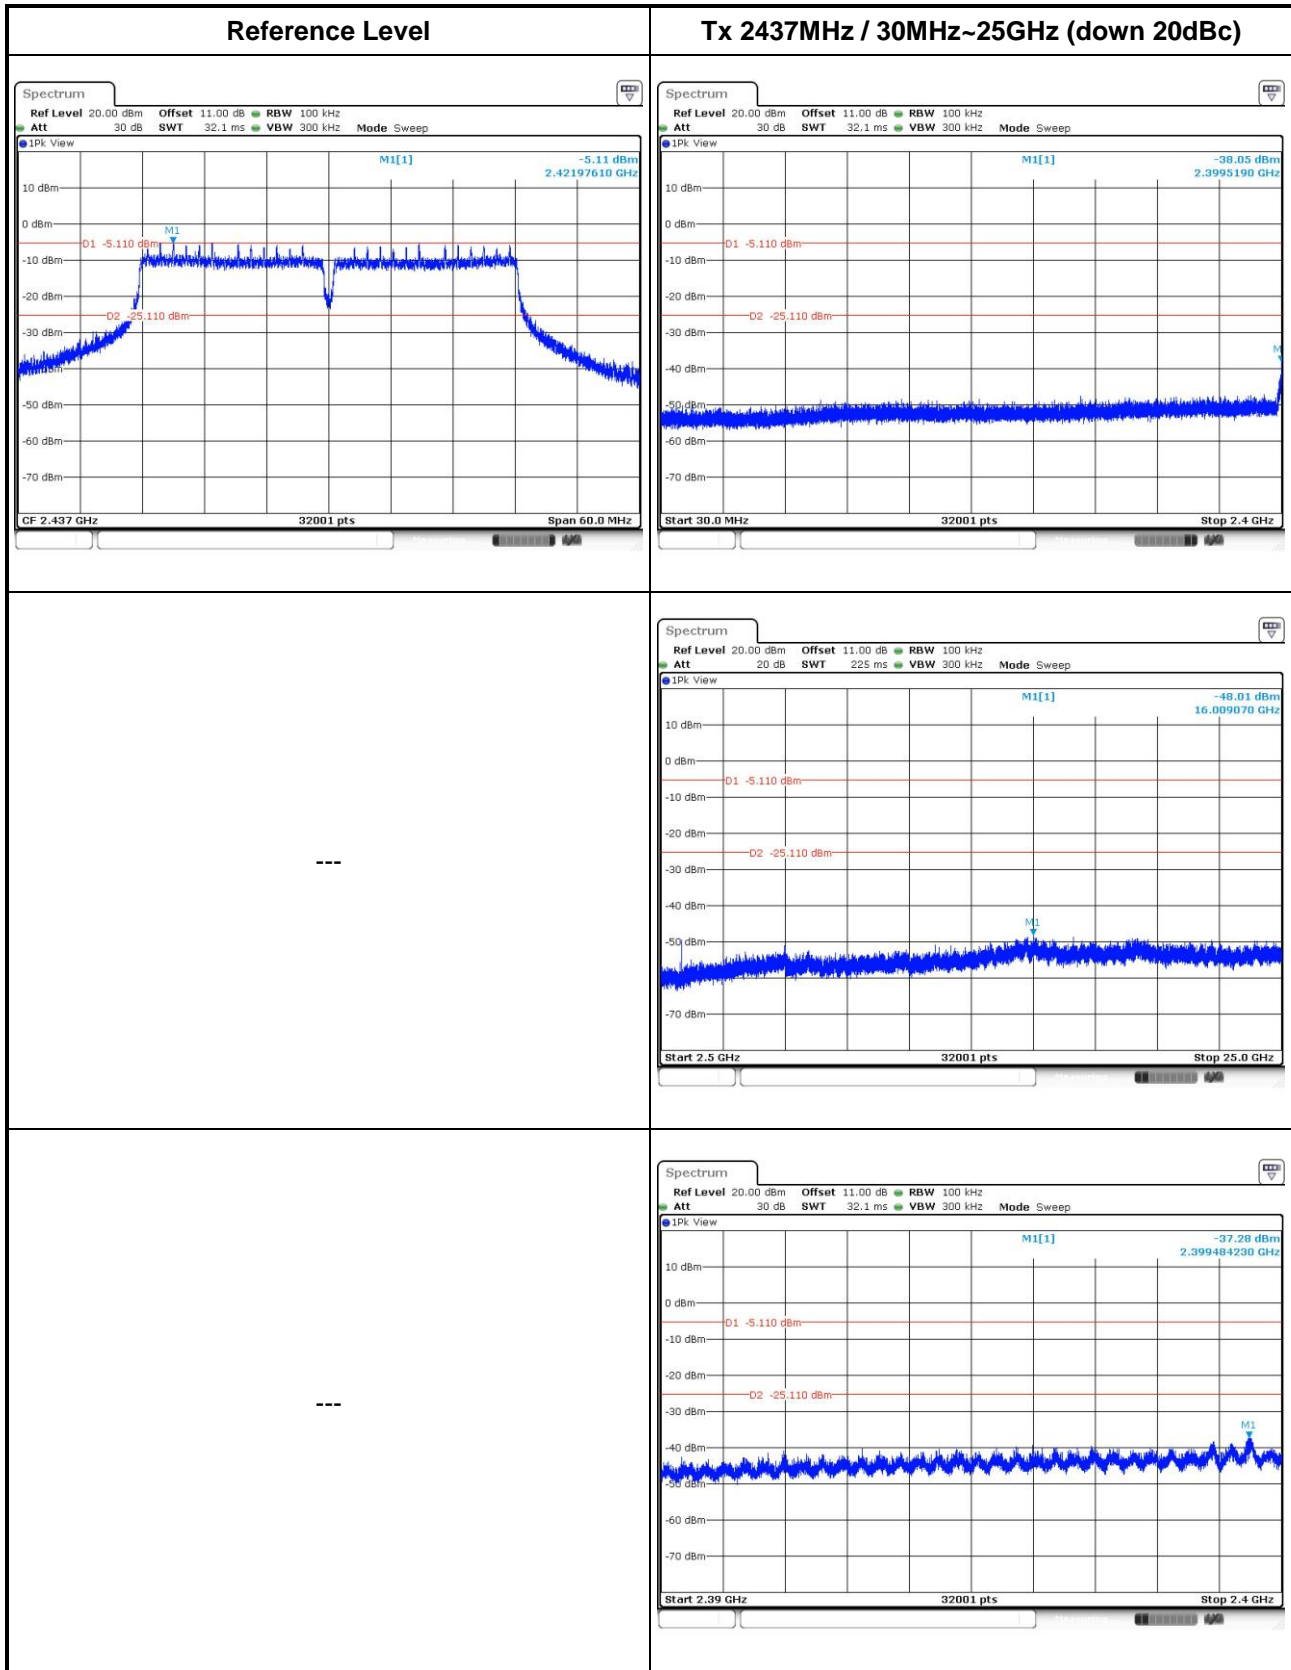 Reference Level
Tx 2437MHz / 30MHz~25GHz (down 20dBc)
Spectrum
Ref Level 20.00 dBm Offset 11.00 dB RBW 100 kHz
Att 30 dB SWT 32.1 ms VBW 300 kHz Mode Sweep
1Pk View
M1[1] -5.11 dBm
2.42197610 GHz
10 dBm
0 dBm
M1
D1 -5.110 dBm
-10 dBm
-20 dBm
D2 -25.110 dBm
-30 dBm
-50 dBm
-60 dBm
-70 dBm
CF 2.437 GHz 32001 pts Span 60.0 MHz
Spectrum
Ref Level 20.00 dBm Offset 11.00 dB RBW 100 kHz
Att 30 dB SWT 32.1 ms VBW 300 kHz Mode Sweep
1Pk View
M1[1] -38.05 dBm
2.3995190 GHz
10 dBm
0 dBm
D1 -5.110 dBm
-10 dBm
-20 dBm
D2 -25.110 dBm
-30 dBm
-40 dBm
-50 dBm
-60 dBm
-70 dBm
Start 30.0 MHz 32001 pts Stop 2.4 GHz
---
Spectrum
Ref Level 20.00 dBm Offset 11.00 dB RBW 100 kHz
Att 20 dB SWT 225 ms VBW 300 kHz Mode Sweep
1Pk View
M1[1] -48.01 dBm
16.009070 GHz
10 dBm
0 dBm
D1 -5.110 dBm
-10 dBm
-20 dBm
D2 -25.110 dBm
-30 dBm
-40 dBm
M1
-50 dBm
-70 dBm
Start 2.5 GHz 32001 pts Stop 25.0 GHz
---
Spectrum
Ref Level 20.00 dBm Offset 11.00 dB RBW 100 kHz
Att 30 dB SWT 32.1 ms VBW 300 kHz Mode Sweep
1Pk View
M1[1] -37.28 dBm
2.399484230 GHz
10 dBm
0 dBm
D1 -5.110 dBm
-10 dBm
-20 dBm
D2 -25.110 dBm
-30 dBm
M1
-40 dBm
-50 dBm
-60 dBm
-70 dBm
Start 2.39 GHz 32001 pts Stop 2.4 GHz